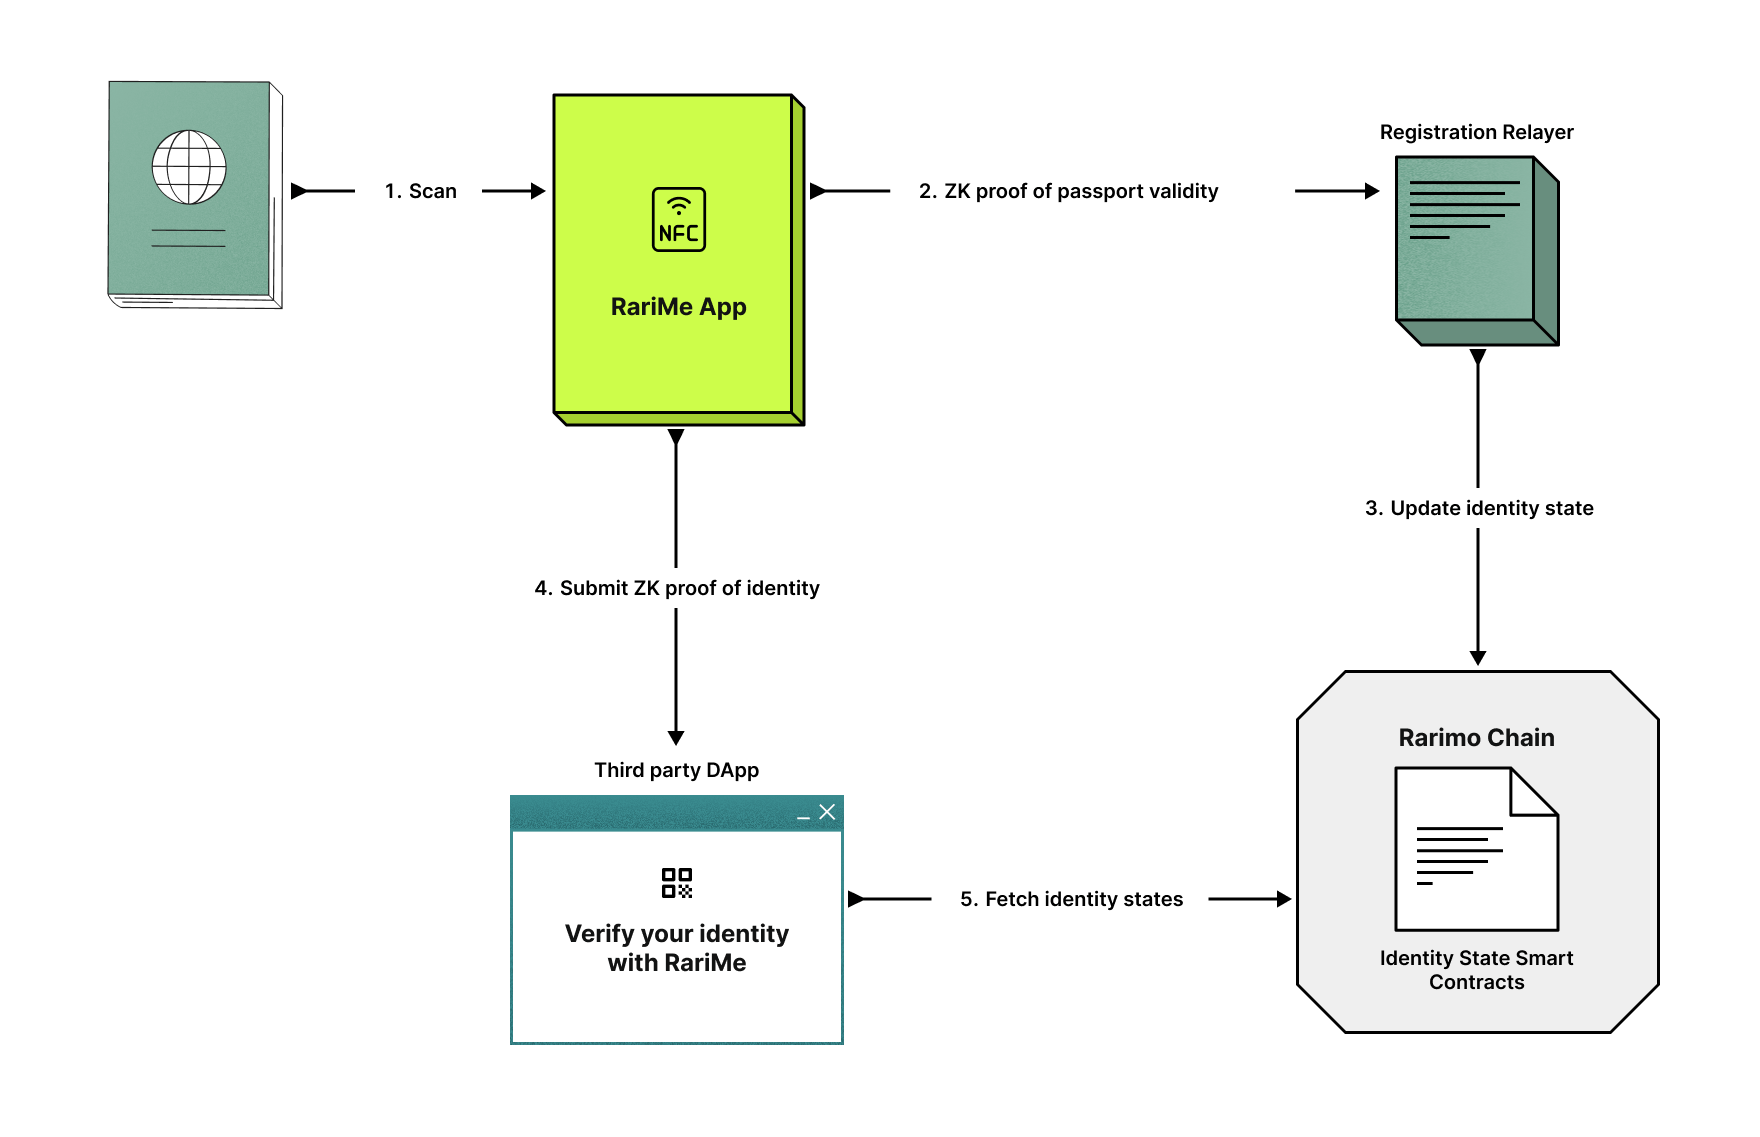 Registration Relayer
1. Scan
2. ZK proof of passport validity
NFC
RariMe App
3. Update identity state
4. Submit ZK proof of identity
Rarimo Chain
Third party DApp
5. Fetch identity states
Verify your identity
with RariMe
Identity State Smart
Contracts